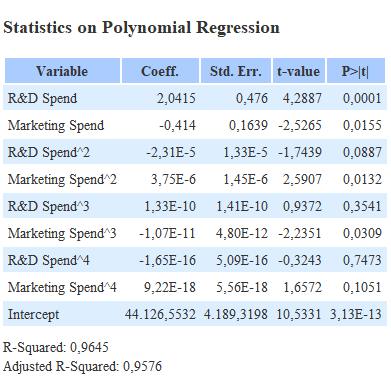 Statistics on Polynomial Regression
Variable Coeff. Std. Err. t-value P>|t|
R&D Spend 2,0415 0,476 4,2887 0,0001
Marketing Spend -0,414 0,1639 -2,5265 0,0155
R&D Spend^2 -2,31E-5 1,33E-5 -1,7439 0,0887
Marketing Spend^2 3,75E-6 1,45E-6 2,5907 0,0132
R&D Spend^3 1,33E-10 1,41E-10 0,9372 0,3541
Marketing Spend^3 -1,07E-11 4,80E-12 -2,2351 0,0309
R&D Spend^4 -1,65E-16 5,09E-16 -0,3243 0,7473
Marketing Spend^4 9,22E-18 5,56E-18 1,6572 0,1051
Intercept 44.126,5532 4.189,3198 10,5331 3,13E-13
R-Squared: 0,9645
Adjusted R-Squared: 0,9576